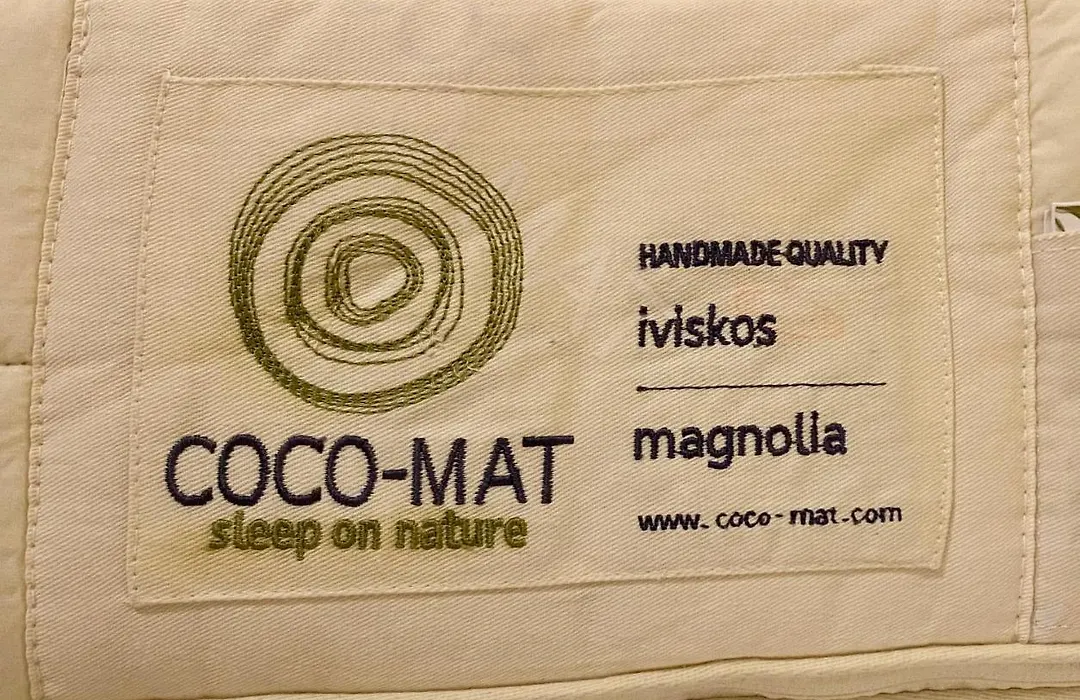 COCO-MAT
sleep on nature
HANDMADE QUALITY
iviskos
magnolia
www.coco-mat.com